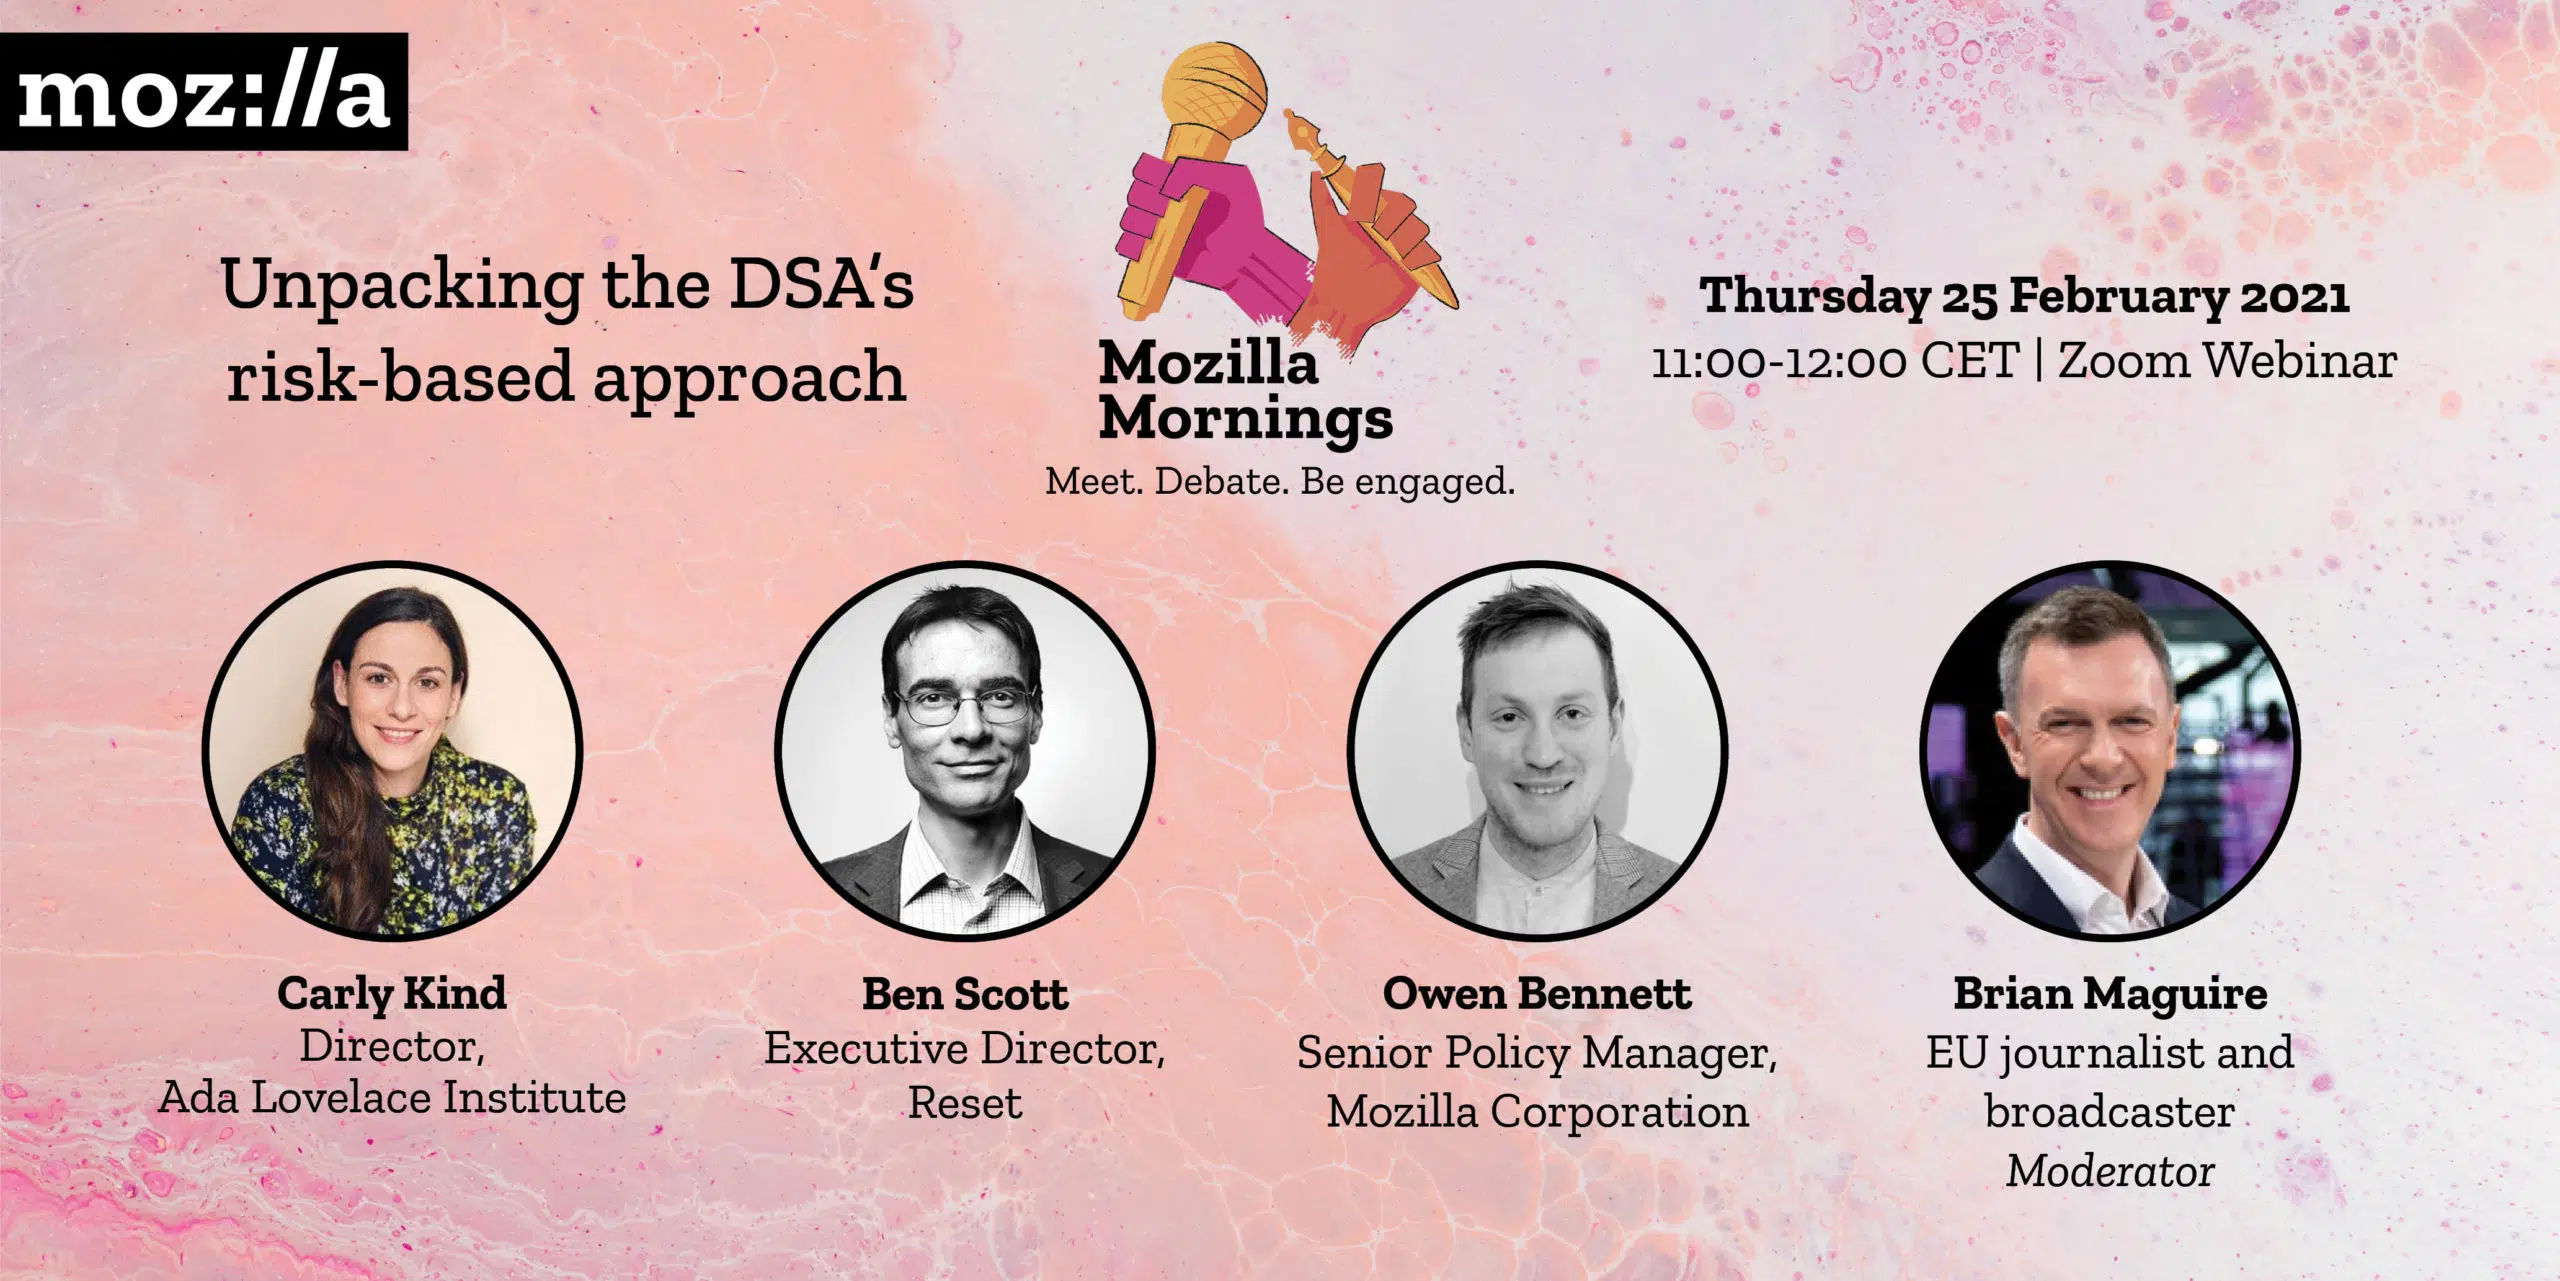 moz://a
Unpacking the DSA’s
risk-based approach
Mozilla
Mornings
Meet. Debate. Be engaged.
Thursday 25 February 2021
11:00-12:00 CET | Zoom Webinar
Carly Kind
Director,
Ada Lovelace Institute
Ben Scott
Executive Director,
Reset
Owen Bennett
Senior Policy Manager,
Mozilla Corporation
Brian Maguire
EU journalist and
broadcaster
Moderator